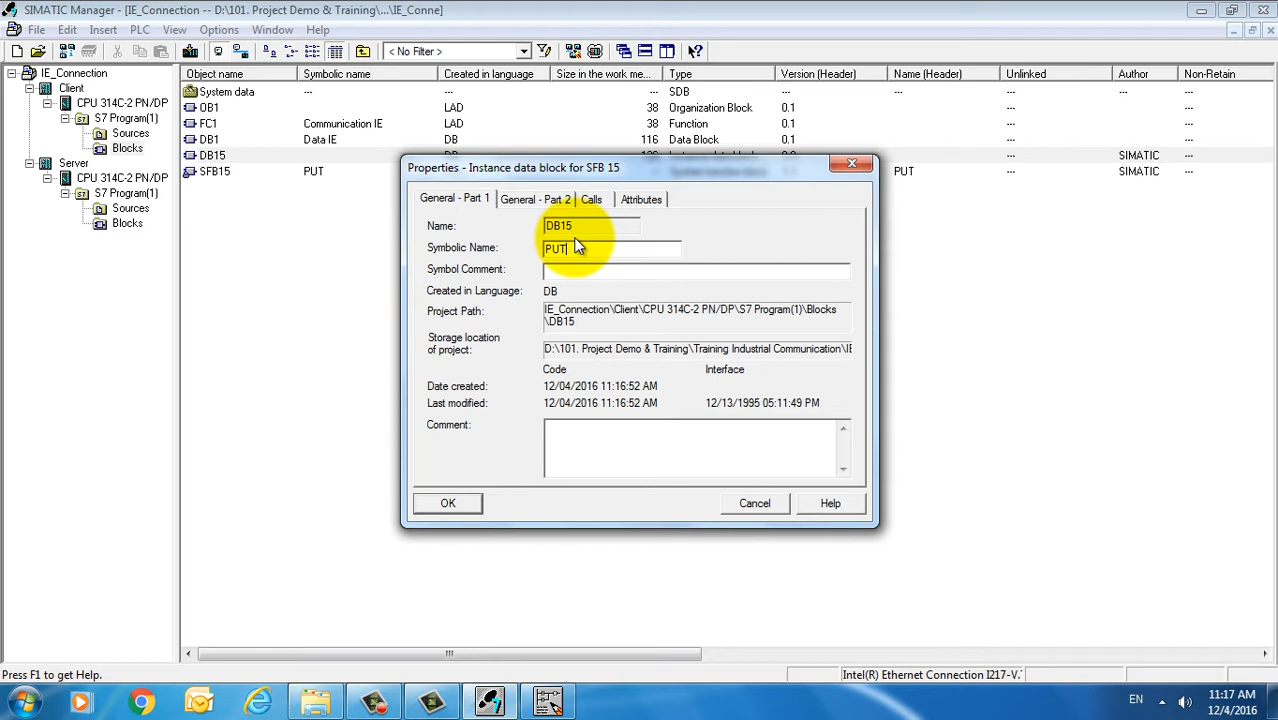 SIMATIC Manager - [IE_Connection -- D:\101. Project Demo & Training\...\IE_Conne]
File Edit Insert PLC View Options Window Help
< No Filter >
IE_Connection
Client
CPU 314C-2 PN/DP
S7 Program(1)
Sources
Blocks
Server
CPU 314C-2 PN/DP
S7 Program(1)
Sources
Blocks
Object name Symbolic name Created in language Size in the work me... Type Version (Header) Name (Header) Unlinked Author Non-Retain
System data --- --- --- SDB --- --- --- --- ---
OB1 LAD 38 Organization Block 0.1 --- ---
FC1 Communication IE LAD 38 Function 0.1 --- ---
DB1 Data IE DB 116 Data Block 0.1 ---
DB15 SIMATIC
SFB15 PUT PUT --- SIMATIC ---
Properties - Instance data block for SFB 15
General - Part 1 General - Part 2 Calls Attributes
Name: DB15
Symbolic Name: PUT
Symbol Comment:
Created in Language: DB
Project Path: IE_Connection\Client\CPU 314C-2 PN/DP\S7 Program(1)\Blocks
\DB15
Storage location
of project: D:\101. Project Demo & Training\Training Industrial Communication\IE
Code Interface
Date created: 12/04/2016 11:16:52 AM
Last modified: 12/04/2016 11:16:52 AM 12/13/1995 05:11:49 PM
Comment:
OK Cancel Help
Press F1 to get Help.
Intel(R) Ethernet Connection I217-V.
EN
11:17 AM
12/4/2016